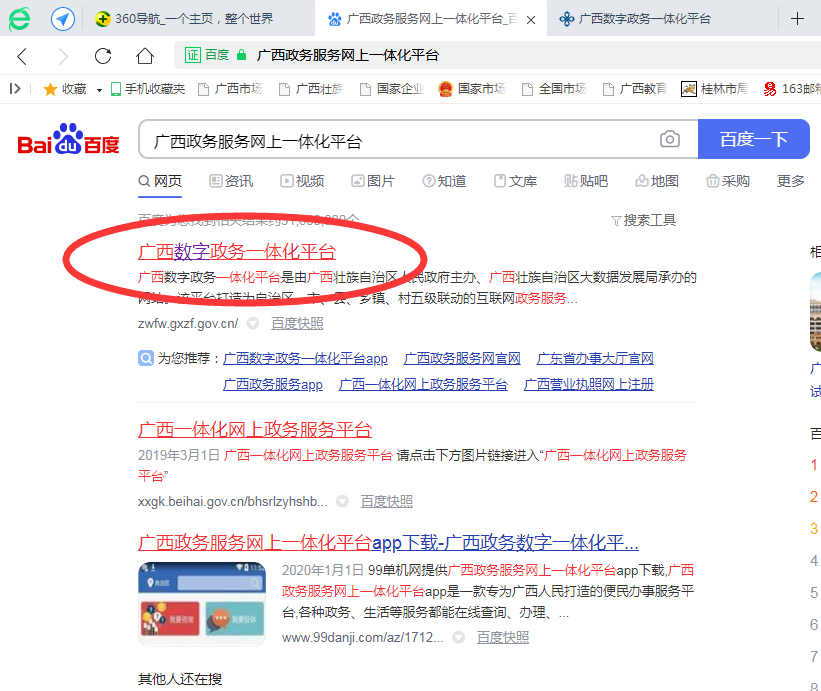 360导航_一个主页，整个世界
广西政务服务网上一体化平台_百
广西数字政务一体化平台
证 百度 广西政务服务网上一体化平台
收藏 手机收藏夹 广西市场 广西壮族 国家企业 国家市场 全国市场 广西教育 桂林市局 163邮箱
Bai du 百度
广西政务服务网上一体化平台
百度一下
网页 资讯 视频 图片 知道 文库 贴贴吧 地图 采购 更多
百度为您找到相关结果约
搜索工具
广西数字政务一体化平台
广西数字政务一体化平台是由广西壮族自治区人民政府主办、广西壮族自治区大数据发展局承办的
网站。该平台打造为自治区、市、县、乡镇、村五级联动的互联网政务服务...
zwfw.gxzf.gov.cn/ 百度快照
为您推荐： 广西数字政务一体化平台app 广西政务服务网官网 广东省办事大厅官网
广西政务服务app 广西一体化网上政务服务平台 广西营业执照网上注册
广西一体化网上政务服务平台
2019年3月1日 广西一体化网上政务服务平台 请点击下方图片链接进入“广西一体化网上政务服务
平台”
xxgk.beihai.gov.cn/bhsrlzyhshb... 百度快照
广西政务服务网上一体化平台app下载-广西政务数字一体化平...
2020年1月1日 99单机网提供广西政务服务网上一体化平台app下载,广西
政务服务网上一体化平台app是一款专为广西人民打造的便民办事服务平
台,各种政务、生活等服务都能在线查询、办理、...
www.99danji.com/az/1712... 百度快照
我要咨询 我要投诉
其他人还在搜
相
广
试
百
1
2
3
4
5
6
7
8